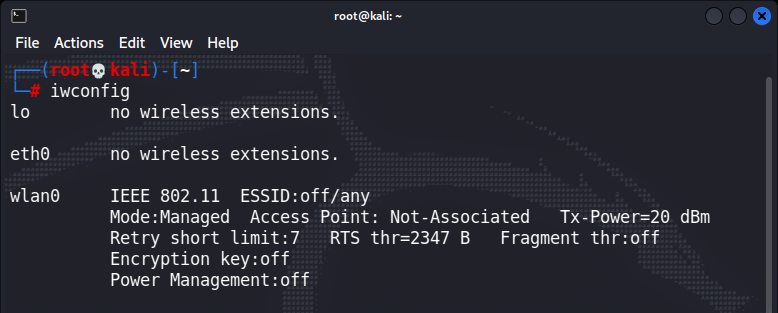 root@kali: ~
File Actions Edit View Help
┌──(root💀kali)-[~]
└─# iwconfig
lo        no wireless extensions.
eth0      no wireless extensions.
wlan0     IEEE 802.11  ESSID:off/any
          Mode:Managed  Access Point: Not-Associated   Tx-Power=20 dBm
          Retry short limit:7   RTS thr=2347 B   Fragment thr:off
          Encryption key:off
          Power Management:off